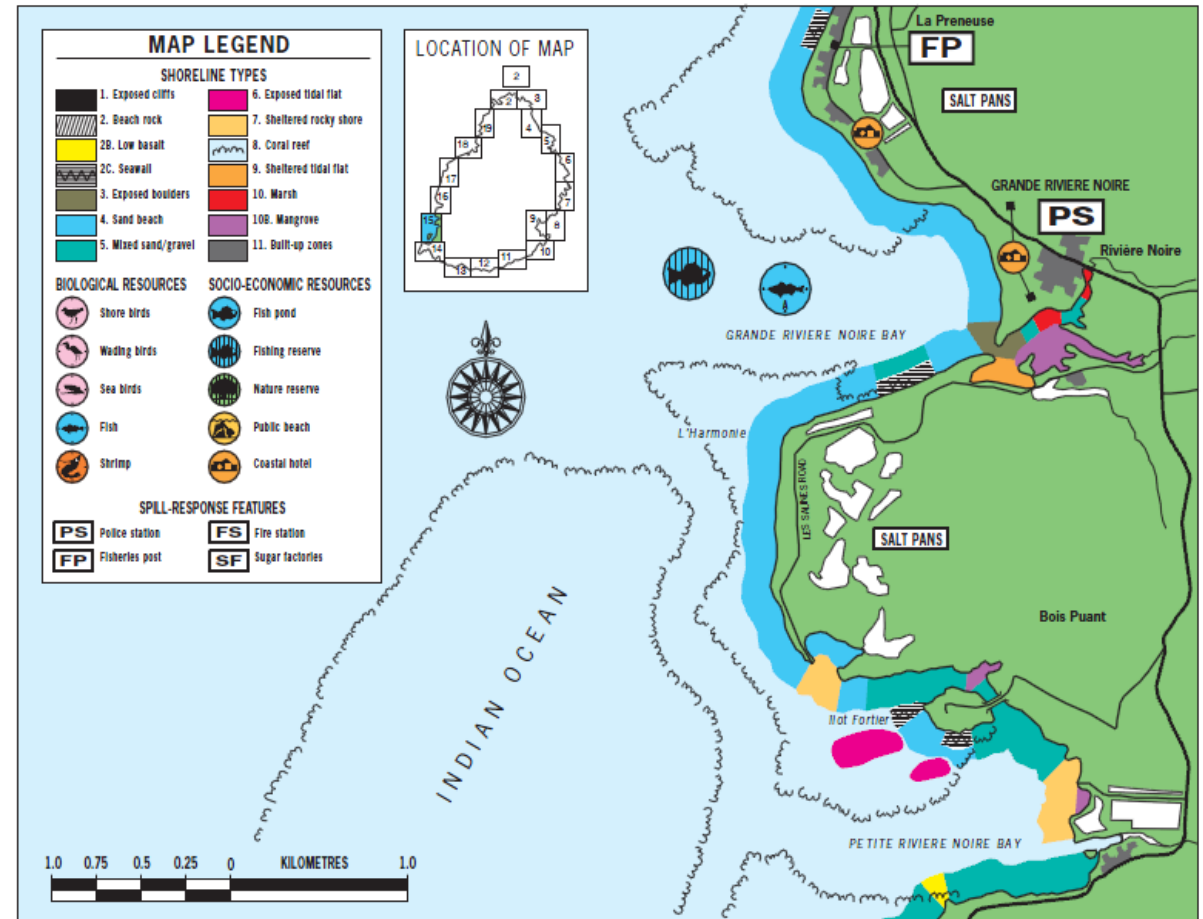 MAP LEGEND
SHORELINE TYPES
1. Exposed cliffs
2. Beach rock
2B. Low basalt
2C. Seawall
3. Exposed boulders
4. Sand beach
5. Mixed sand/gravel
6. Exposed tidal flat
7. Sheltered rocky shore
8. Coral reef
9. Sheltered tidal flat
10. Marsh
10B. Mangrove
11. Built-up zones
BIOLOGICAL RESOURCES
Shore birds
Wading birds
Sea birds
Fish
Shrimp
SOCIO-ECONOMIC RESOURCES
Fish pond
Fishing reserve
Nature reserve
Public beach
Coastal hotel
SPILL-RESPONSE FEATURES
PS Police station
FP Fisheries post
FS Fire station
SF Sugar factories
LOCATION OF MAP
2
2
3
19
4
5
18
6
17
7
16
15
9
8
14
10
11
13
12
La Preneuse
FP
SALT PANS
GRANDE RIVIERE NOIRE
PS
Rivière Noire
GRANDE RIVIERE NOIRE BAY
L'Harmonie
LES SALINES ROAD
SALT PANS
Bois Puant
INDIAN OCEAN
Ilot Fortier
PETITE RIVIERE NOIRE BAY
1.0 0.75 0.5 0.25 0 KILOMETRES 1.0